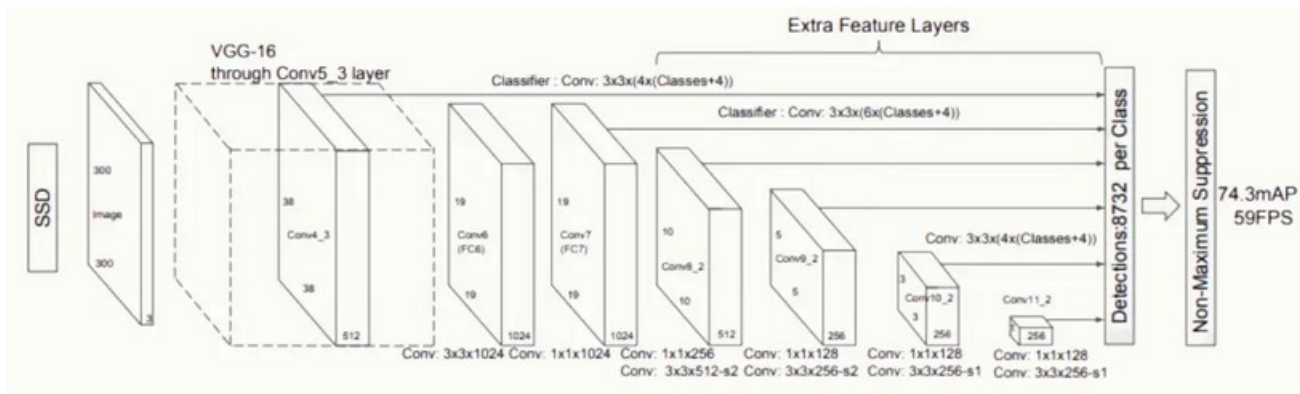 Extra Feature Layers
VGG-16
through Conv5_3 layer
Classifier : Conv: 3x3x(4x(Classes+4))
Classifier : Conv: 3x3x(6x(Classes+4))
SSD
300
Image
300
3
38
Conv4_3
38
512
19
Conv6
(FC6)
19
1024
19
Conv7
(FC7)
19
1024
10
Conv8_2
10
512
5
Conv9_2
5
256
Conv: 3x3x(4x(Classes+4))
3
Conv10_2
3
256
Conv11_2
256
Detections:8732 per Class
Non-Maximum Suppression
74.3mAP
59FPS
Conv: 3x3x1024
Conv: 1x1x1024
Conv: 1x1x256
Conv: 3x3x512-s2
Conv: 1x1x128
Conv: 3x3x256-s2
Conv: 1x1x128
Conv: 3x3x256-s1
Conv: 1x1x128
Conv: 3x3x256-s1